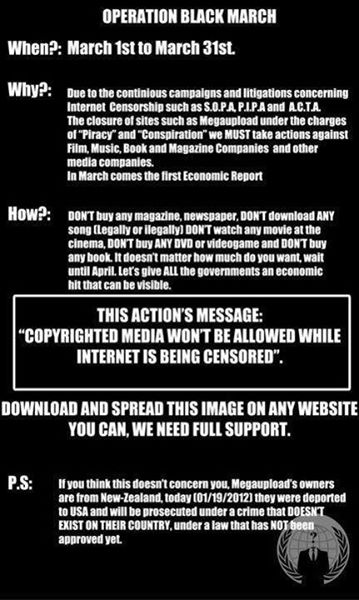 OPERATION BLACK MARCH
When?: March 1st to March 31st.
Why?: Due to the continious campaigns and litigations concerning
Internet Censorship such as S.O.P.A, P.I.P.A and A.C.T.A.
The closure of sites such as Megaupload under the charges
of "Piracy" and "Conspiration" we MUST take actions against
Film, Music, Book and Magazine Companies and other
media companies.
In March comes the first Economic Report
How?: DON'T buy any magazine, newspaper, DON'T download ANY
song (Legally or ilegally) DON'T watch any movie at the
cinema, DON'T buy ANY DVD or videogame and DON'T buy
any book. It doesn't matter how much do you want, wait
until April. Let's give ALL the governments an economic
hit that can be visible.
THIS ACTION'S MESSAGE:
"COPYRIGHTED MEDIA WON'T BE ALLOWED WHILE
INTERNET IS BEING CENSORED".
DOWNLOAD AND SPREAD THIS IMAGE ON ANY WEBSITE
YOU CAN, WE NEED FULL SUPPORT.
P.S: If you think this doesn't concern you, Megaupload's owners
are from New-Zealand, today (01/19/2012) they were deported
to USA and will be prosecuted under a crime that DOESN'T
EXIST ON THEIR COUNTRY, under a law that has NOT been
approved yet.